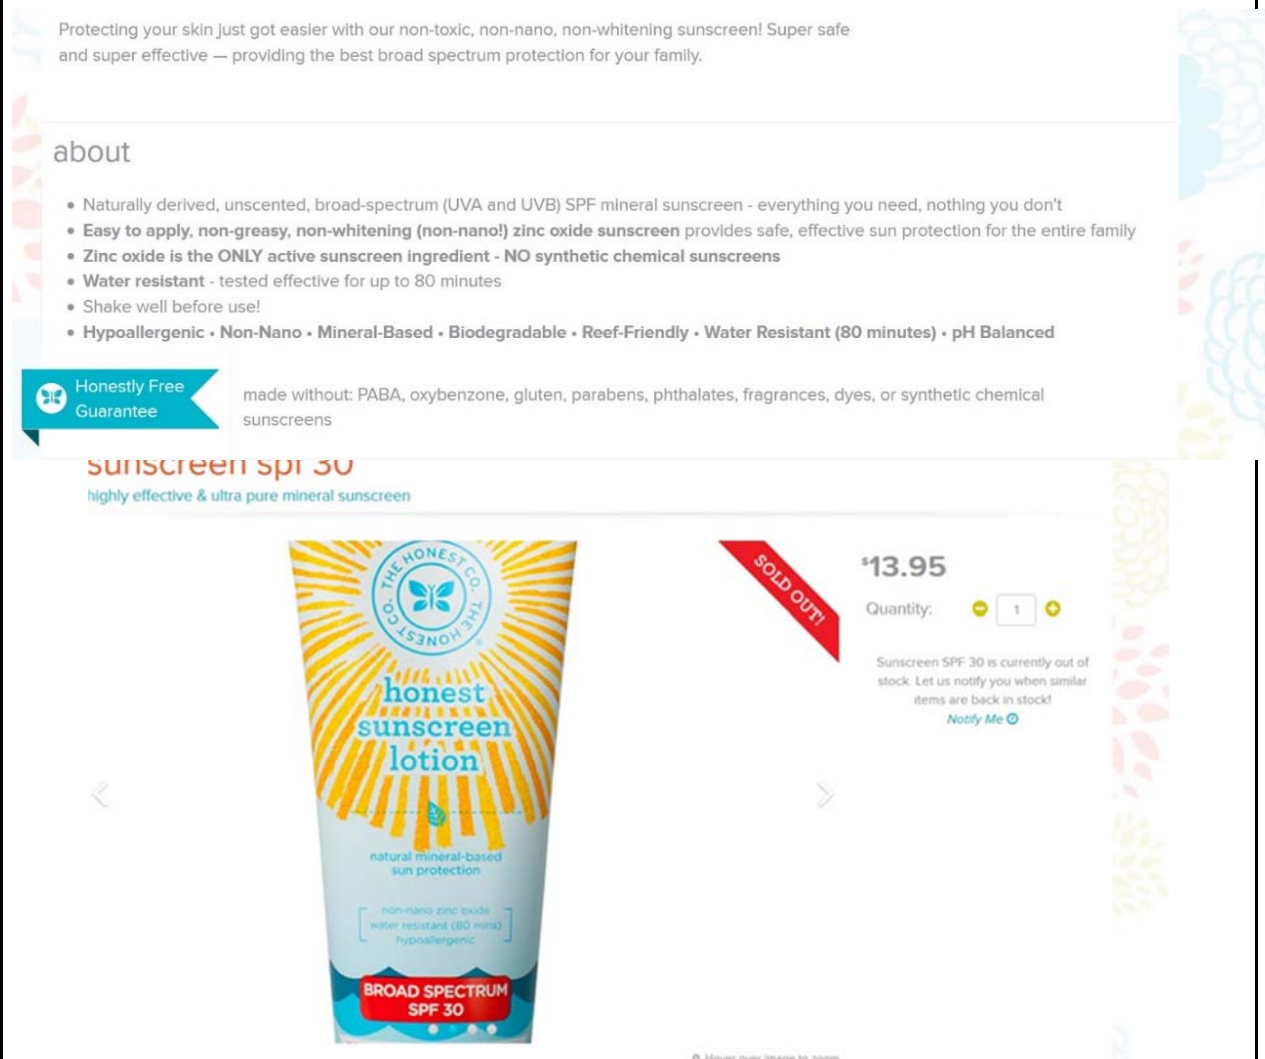 Protecting your skin just got easier with our non-toxic, non-nano, non-whitening sunscreen! Super safe
and super effective — providing the best broad spectrum protection for your family.
about
• Naturally derived, unscented, broad-spectrum (UVA and UVB) SPF mineral sunscreen - everything you need, nothing you don't
• Easy to apply, non-greasy, non-whitening (non-nano!) zinc oxide sunscreen provides safe, effective sun protection for the entire family
• Zinc oxide is the ONLY active sunscreen ingredient - NO synthetic chemical sunscreens
• Water resistant - tested effective for up to 80 minutes
• Shake well before use!
• Hypoallergenic • Non-Nano • Mineral-Based • Biodegradable • Reef-Friendly • Water Resistant (80 minutes) • pH Balanced
Honestly Free
Guarantee
made without: PABA, oxybenzone, gluten, parabens, phthalates, fragrances, dyes, or synthetic chemical
sunscreens
sunscreen spf 30
highly effective & ultra pure mineral sunscreen
THE HONEST CO. THE HONEST CO.
honest
sunscreen
lotion
natural mineral-based
sun protection
non-nano zinc oxide
water resistant (80 mins)
hypoallergenic
BROAD SPECTRUM
SPF 30
SOLD OUT!
$13.95
Quantity: 1
Sunscreen SPF 30 is currently out of
stock. Let us notify you when similar
items are back in stock!
Notify Me
Hover over image to zoom